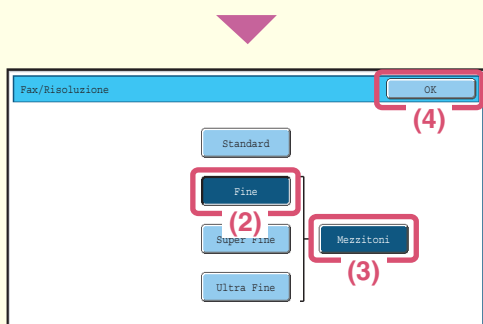 Fax/Risoluzione
OK
(4)
Standard
Fine
(2)
Super Fine
Mezzitoni
(3)
Ultra Fine